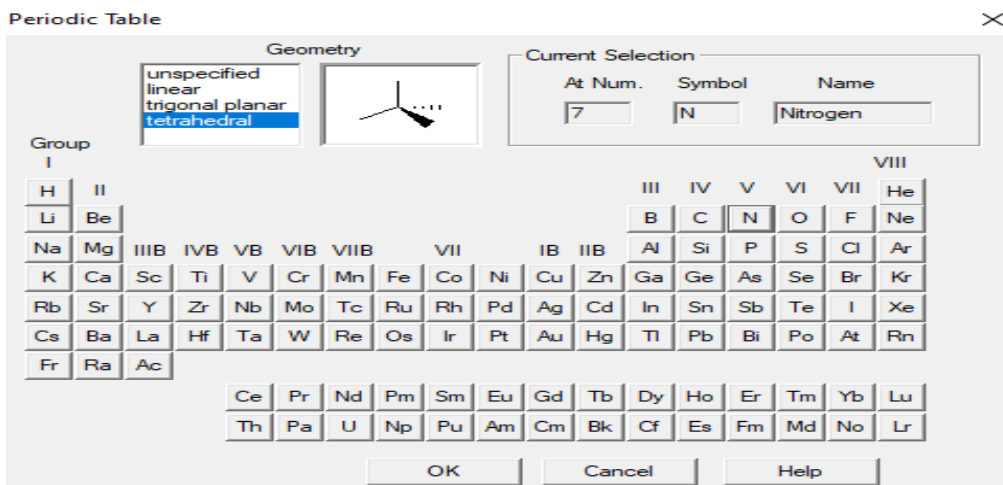 Periodic Table
Geometry
unspecified
linear
trigonal planar
tetrahedral
Current Selection
At Num. Symbol Name
7 N Nitrogen
Group
I VIII
H II III IV V VI VII He
Li Be B C N O F Ne
Na Mg IIIB IVB VB VIB VIIB VII IB IIB Al Si P S Cl Ar
K Ca Sc Ti V Cr Mn Fe Co Ni Cu Zn Ga Ge As Se Br Kr
Rb Sr Y Zr Nb Mo Tc Ru Rh Pd Ag Cd In Sn Sb Te I Xe
Cs Ba La Hf Ta W Re Os Ir Pt Au Hg Tl Pb Bi Po At Rn
Fr Ra Ac
Ce Pr Nd Pm Sm Eu Gd Tb Dy Ho Er Tm Yb Lu
Th Pa U Np Pu Am Cm Bk Cf Es Fm Md No Lr
OK Cancel Help